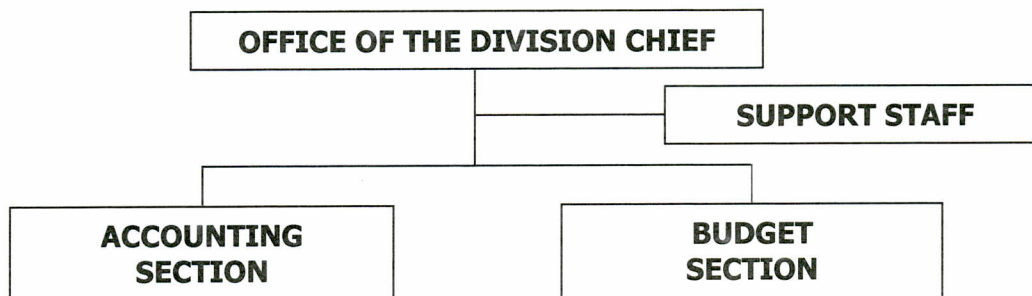 OFFICE OF THE DIVISION CHIEF
SUPPORT STAFF
ACCOUNTING
SECTION
BUDGET
SECTION